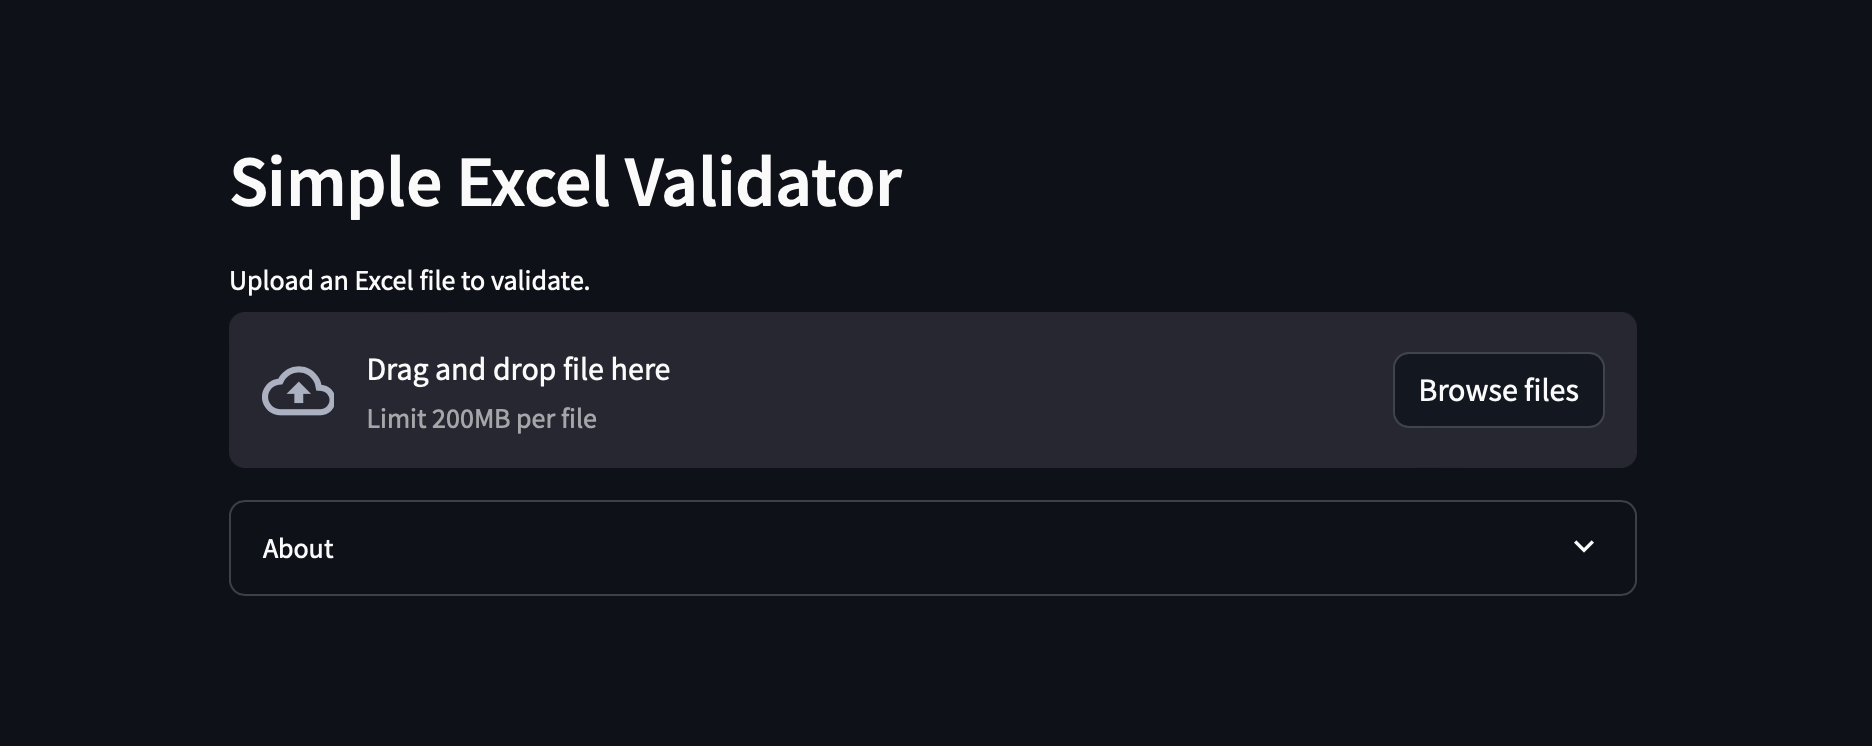 Simple Excel Validator
Upload an Excel file to validate.
Drag and drop file here
Limit 200MB per file
Browse files
About